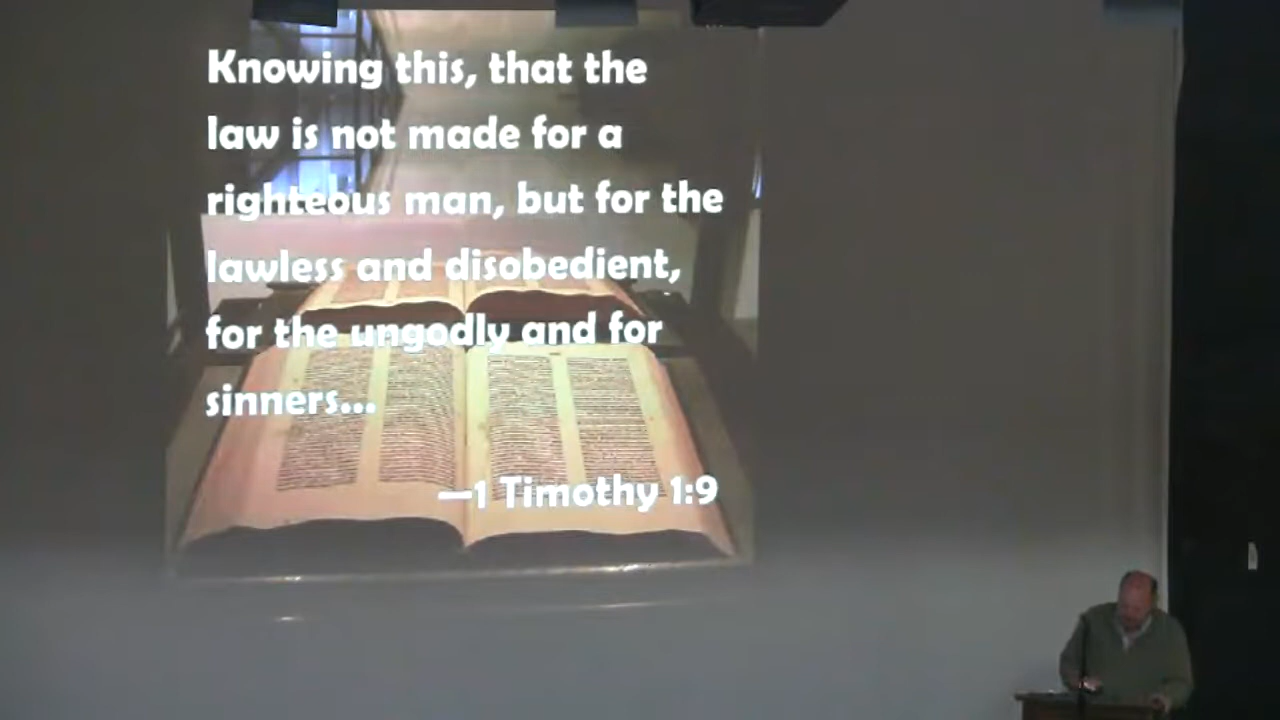 Knowing this, that the
law is not made for a
righteous man, but for the
lawless and disobedient,
for the ungodly and for
sinners...
—1 Timothy 1:9